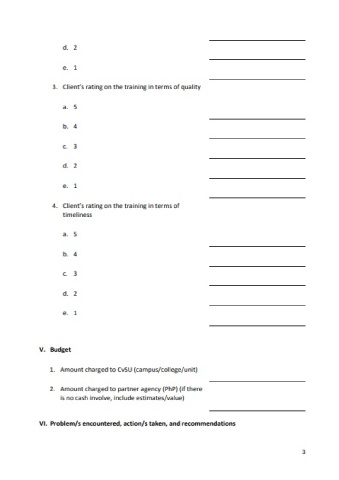 d. 2
e. 1
3. Client's rating on the training in terms of quality
a. 5
b. 4
c. 3
d. 2
e. 1
4. Client's rating on the training in terms of
timeliness
a. 5
b. 4
c. 3
d. 2
e. 1
V. Budget
1. Amount charged to CvSU (campus/college/unit)
2. Amount charged to partner agency (PhP) (if there
is no cash involve, include estimates/value)
VI. Problem/s encountered, action/s taken, and recommendations
3